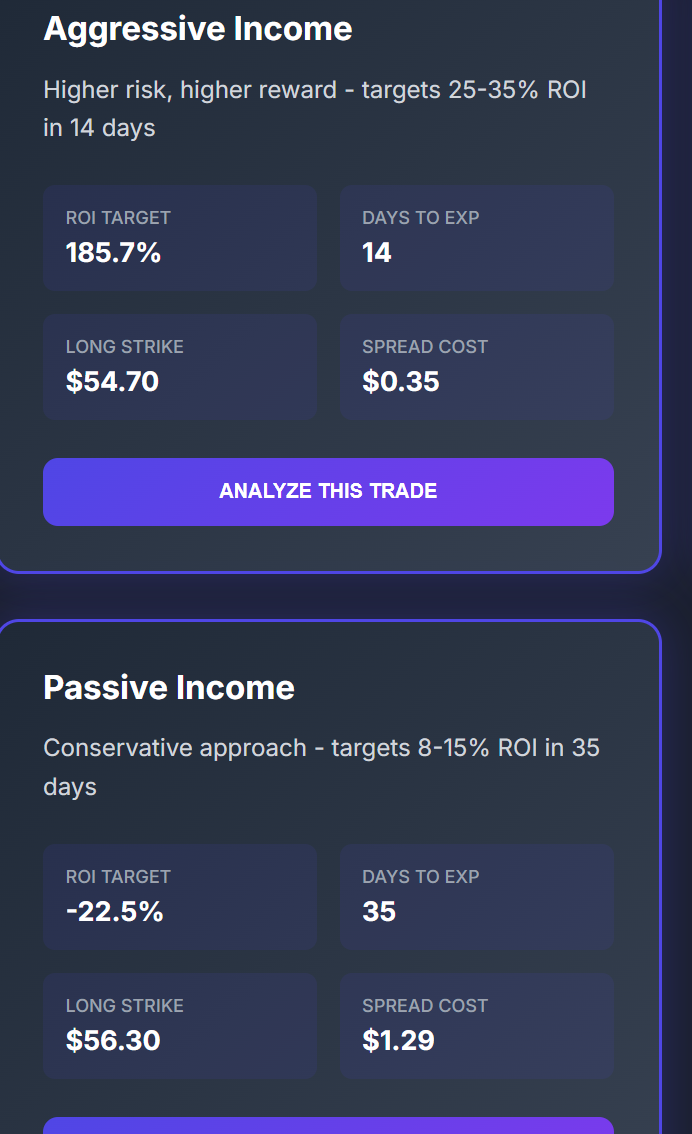 Aggressive Income
Higher risk, higher reward - targets 25-35% ROI
in 14 days
ROI TARGET
185.7%
DAYS TO EXP
14
LONG STRIKE
$54.70
SPREAD COST
$0.35
ANALYZE THIS TRADE
Passive Income
Conservative approach - targets 8-15% ROI in 35
days
ROI TARGET
-22.5%
DAYS TO EXP
35
LONG STRIKE
$56.30
SPREAD COST
$1.29